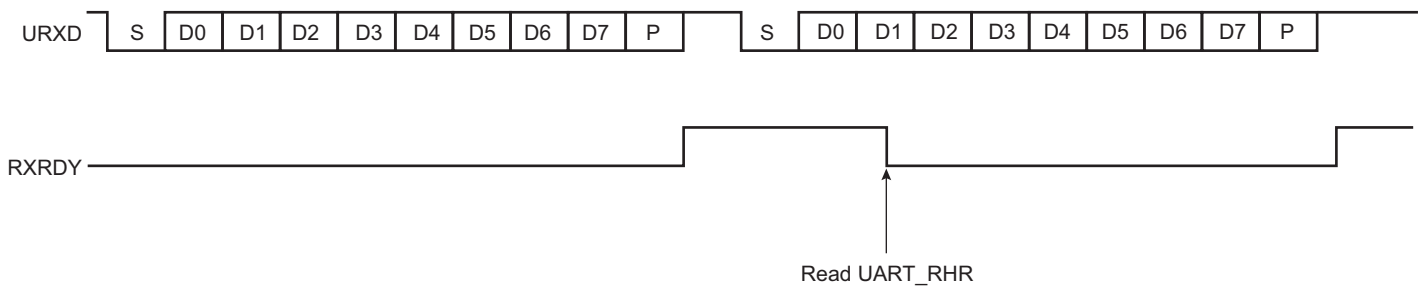 URXD S D0 D1 D2 D3 D4 D5 D6 D7 P S D0 D1 D2 D3 D4 D5 D6 D7 P
RXRDY
Read UART_RHR